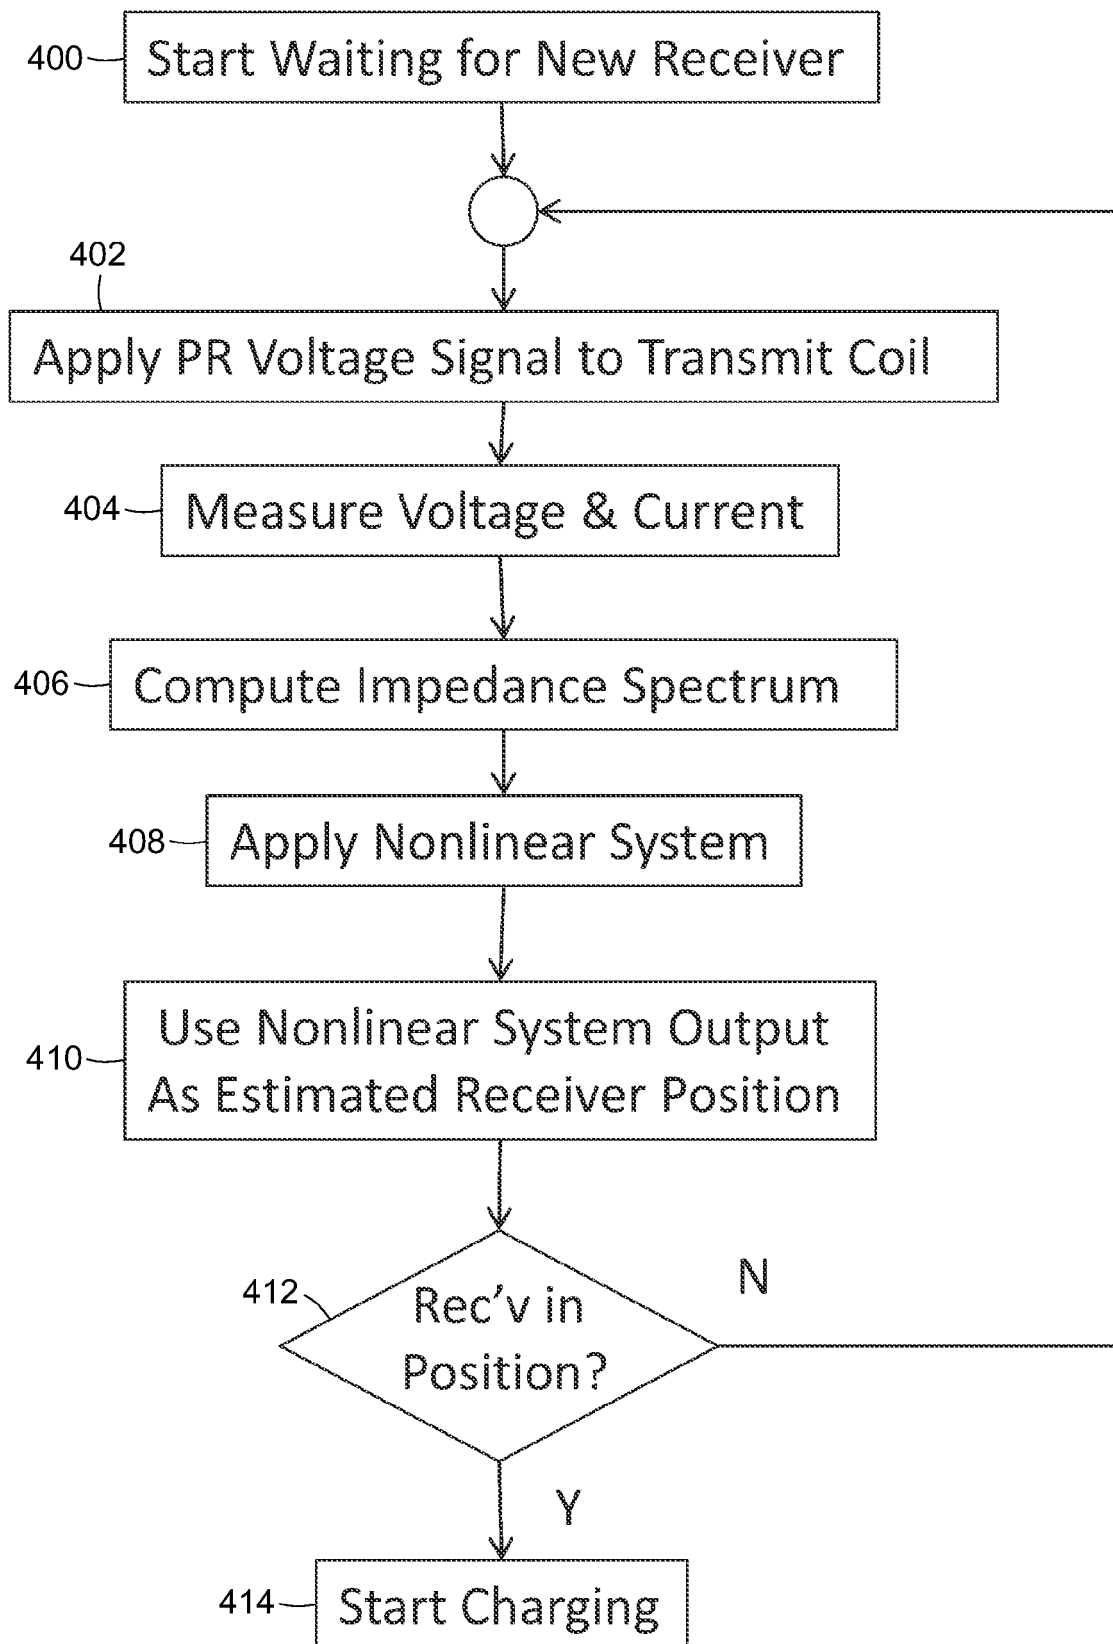 400
Start Waiting for New Receiver
402
Apply PR Voltage Signal to Transmit Coil
404
Measure Voltage & Current
406
Compute Impedance Spectrum
408
Apply Nonlinear System
410
Use Nonlinear System Output
As Estimated Receiver Position
412
Rec'v in
Position?
N
Y
414
Start Charging